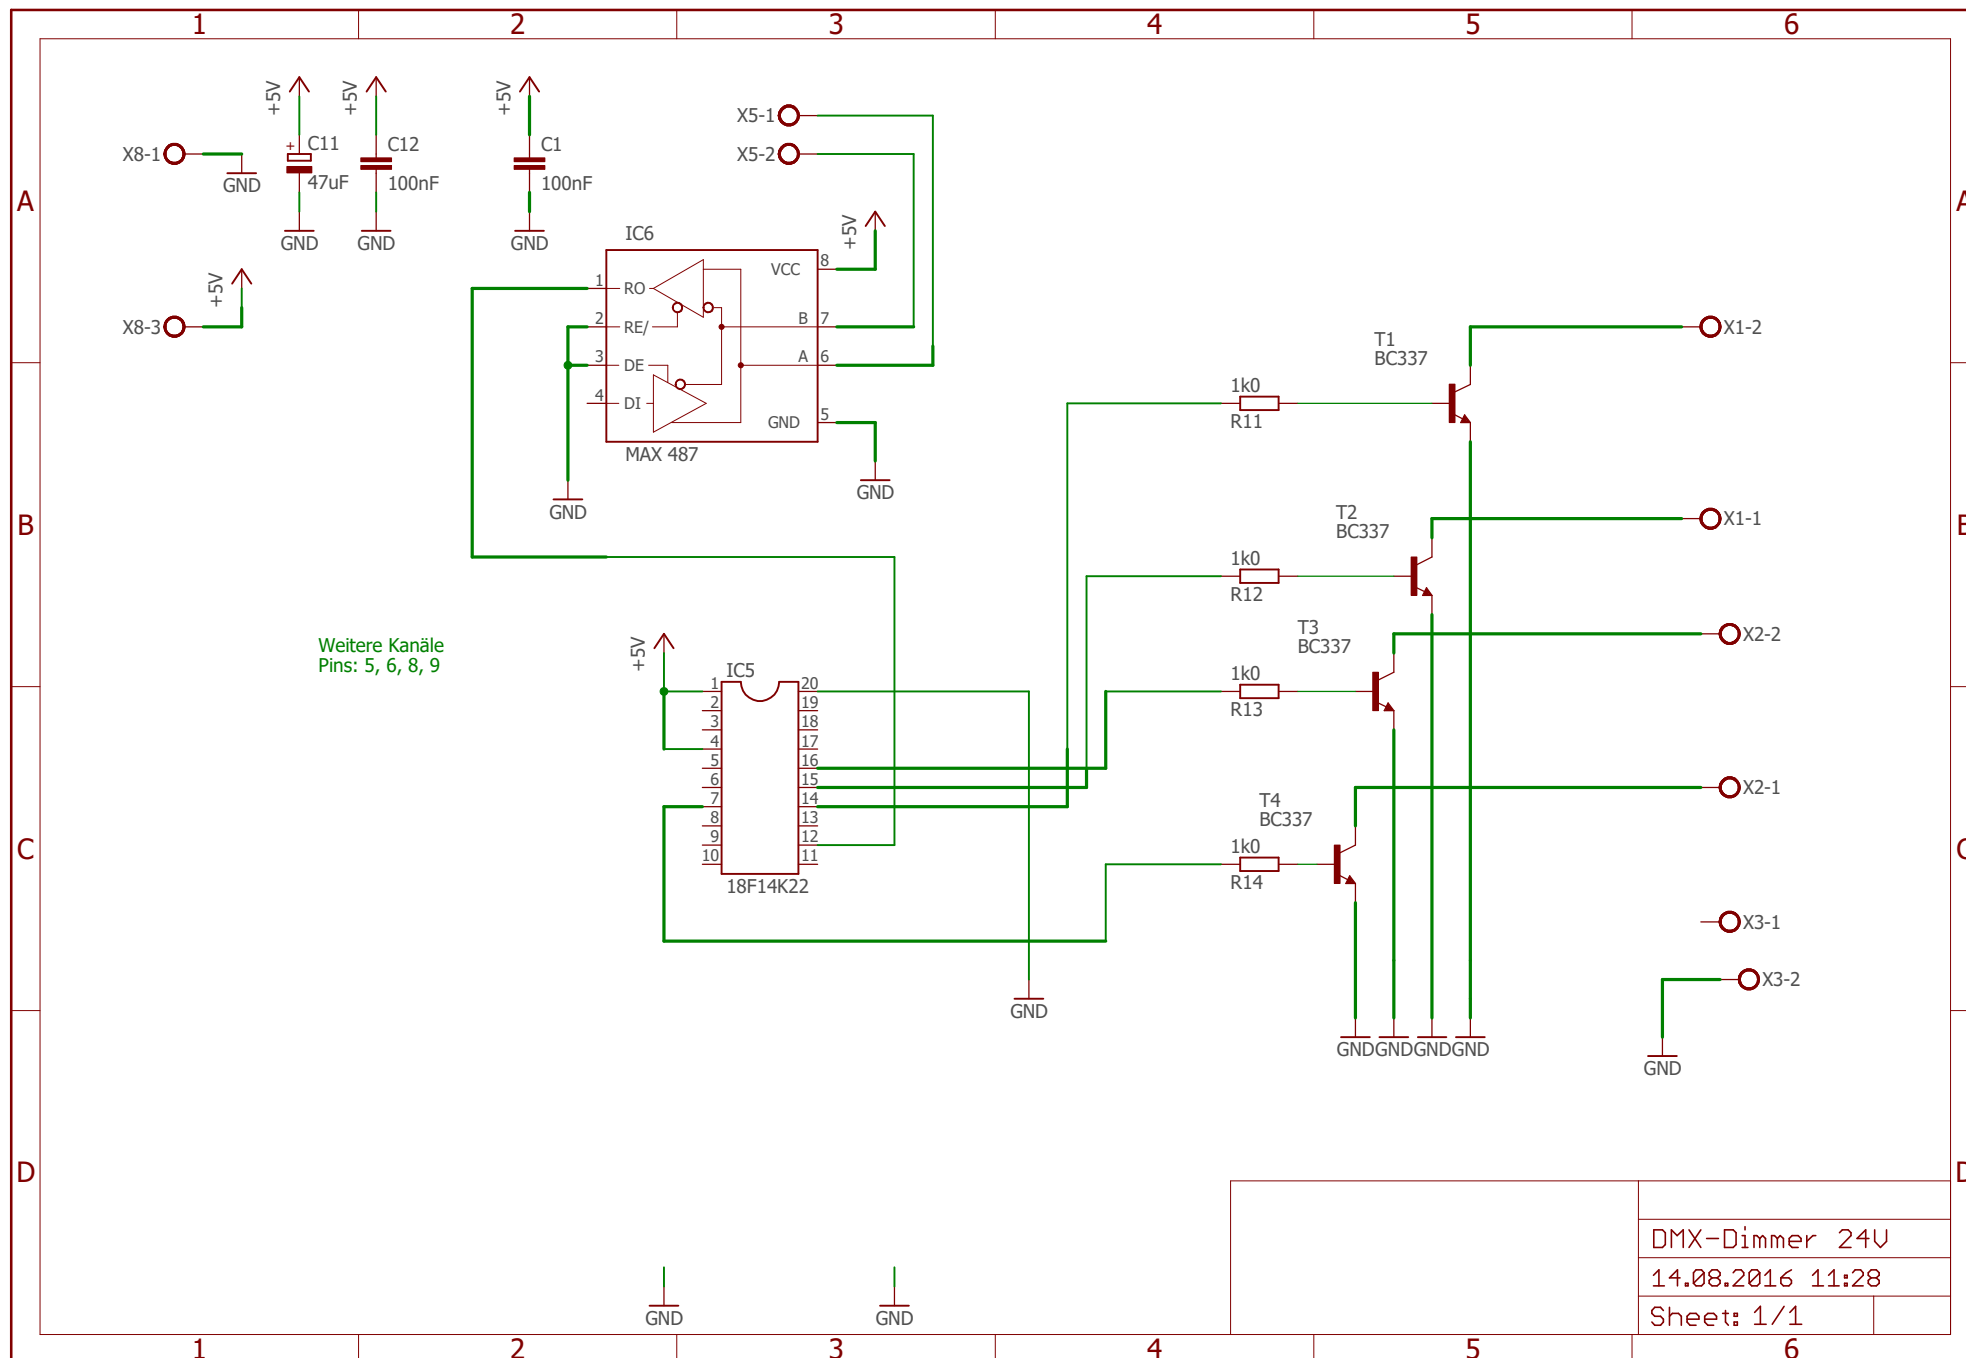 1 2 3 4 5 6
A A
+5V +5V +5V
X8-1
GND
+ C11
47uF
GND
C12
100nF
GND
C1
100nF
GND
X5-1
X5-2
+5V
X8-3
IC6
+5V
1 RO
2 RE/
3 DE
4 DI
VCC 8
B 7
A 6
GND 5
MAX 487
GND
GND
T1
BC337
X1-2
1k0
R11
B
T2
BC337
X1-1
1k0
R12
T3
BC337
X2-2
1k0
R13
Weitere Kanäle
Pins: 5, 6, 8, 9
+5V
IC5
1 20
2 19
3 18
4 17
5 16
6 15
7 14
8 13
9 12
10 11
18F14K22
GND
T4
BC337
X2-1
1k0
R14
C
X3-1
X3-2
GND GND GND GND
GND
D
GND
GND
DMX-Dimmer 24V
14.08.2016 11:28
Sheet: 1/1
1 2 3 4 5 6